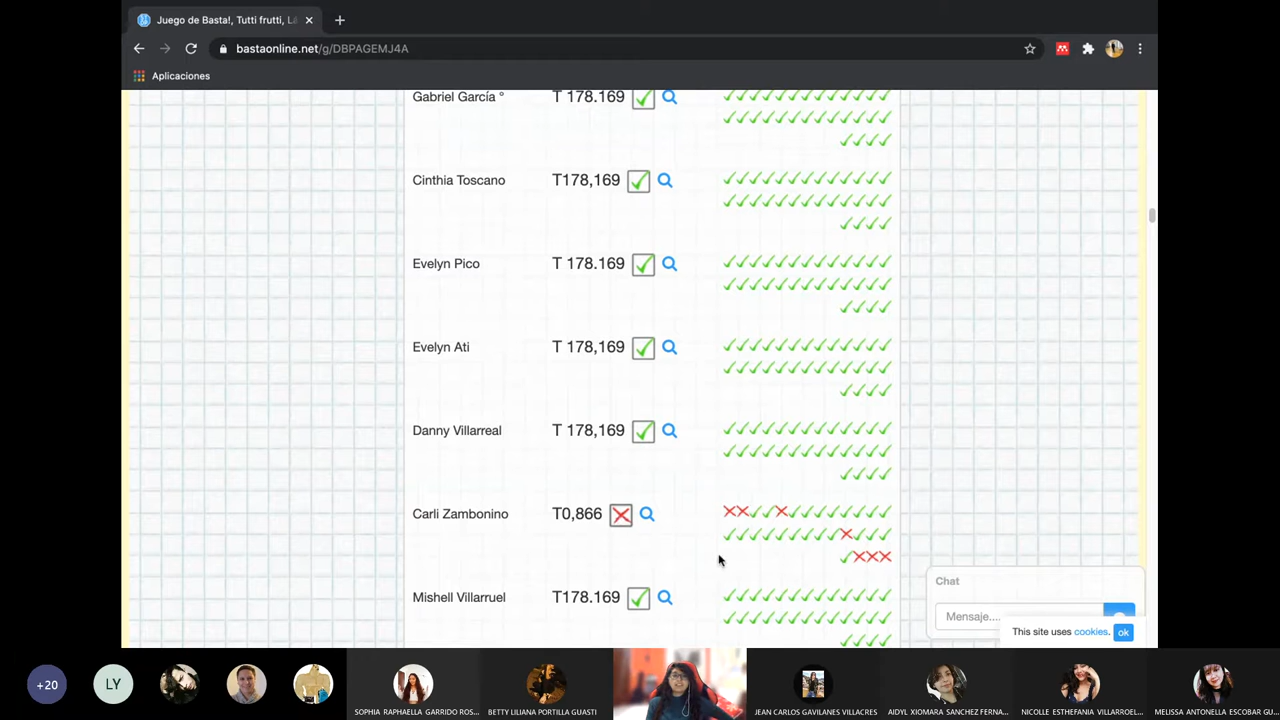 Juego de Basta!, Tutti frutti, Lá
bastaonline.net/g/DBPAGEMJ4A
Aplicaciones
Gabriel García ° T 178.169
Cinthia Toscano T178,169
Evelyn Pico T 178.169
Evelyn Ati T 178,169
Danny Villarreal T 178,169
Carli Zambonino T0,866
Mishell Villarruel T178.169
Chat
Mensaje....
This site uses cookies. ok
+20
LY
SOPHIA RAPHAELLA GARRIDO ROS...
BETTY LILIANA PORTILLA GUASTI
JEAN CARLOS GAVILANES VILLACRES
AIDYL XIOMARA SANCHEZ FERNA...
NICOLLE ESTHEFANIA VILLARROEL...
MELISSA ANTONELLA ESCOBAR GU...